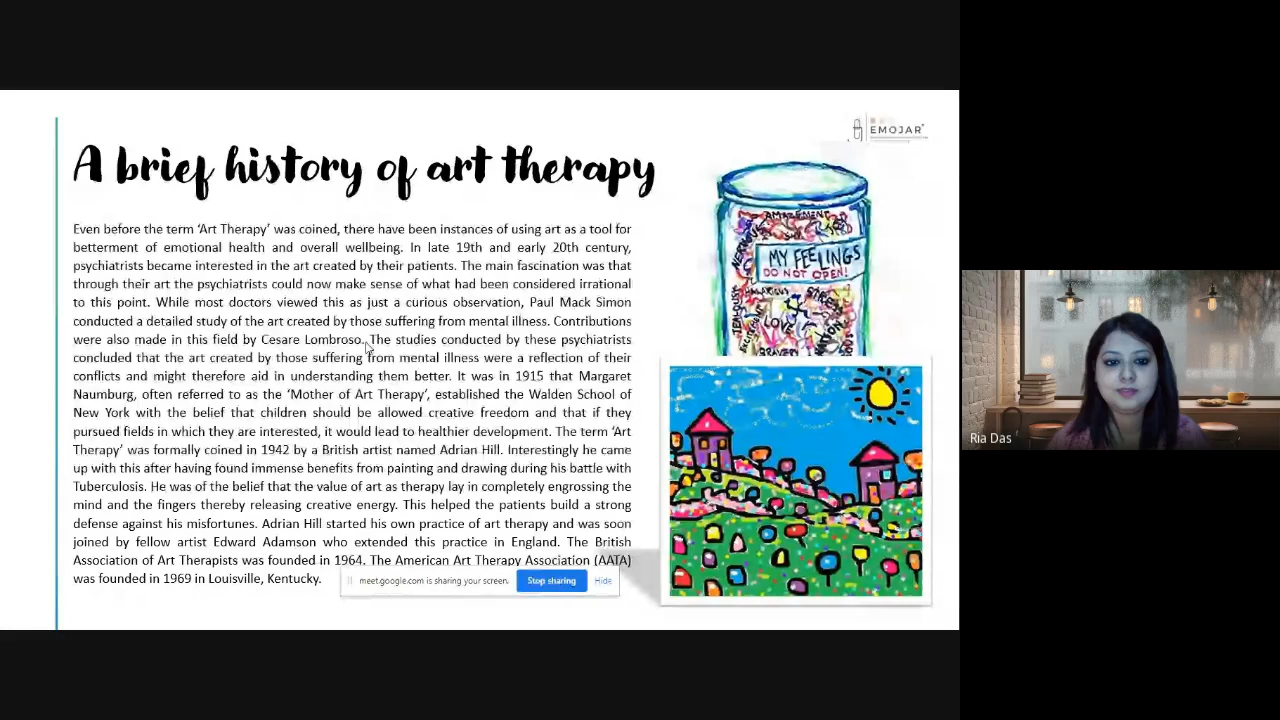 EMOJAR
A brief history of art therapy
Even before the term ‘Art Therapy’ was coined, there have been instances of using art as a tool for
betterment of emotional health and overall wellbeing. In late 19th and early 20th century,
psychiatrists became interested in the art created by their patients. The main fascination was that
through their art the psychiatrists could now make sense of what had been considered irrational
to this point. While most doctors viewed this as just a curious observation, Paul Mack Simon
conducted a detailed study of the art created by those suffering from mental illness. Contributions
were also made in this field by Cesare Lombroso. The studies conducted by these psychiatrists
concluded that the art created by those suffering from mental illness were a reflection of their
conflicts and might therefore aid in understanding them better. It was in 1915 that Margaret
Naumburg, often referred to as the ‘Mother of Art Therapy’, established the Walden School of
New York with the belief that children should be allowed creative freedom and that if they
pursued fields in which they are interested, it would lead to healthier development. The term ‘Art
Therapy’ was formally coined in 1942 by a British artist named Adrian Hill. Interestingly he came
up with this after having found immense benefits from painting and drawing during his battle with
Tuberculosis. He was of the belief that the value of art as therapy lay in completely engrossing the
mind and the fingers thereby releasing creative energy. This helped the patients build a strong
defense against his misfortunes. Adrian Hill started his own practice of art therapy and was soon
joined by fellow artist Edward Adamson who extended this practice in England. The British
Association of Art Therapists was founded in 1964. The American Art Therapy Association (AATA)
was founded in 1969 in Louisville, Kentucky.
meet.google.com is sharing your screen. Stop sharing Hide
AMAZEMENT
NERVOUS
MY FEELINGS
DO NOT OPEN!
JEALOUSY
LOVE
Ria Das